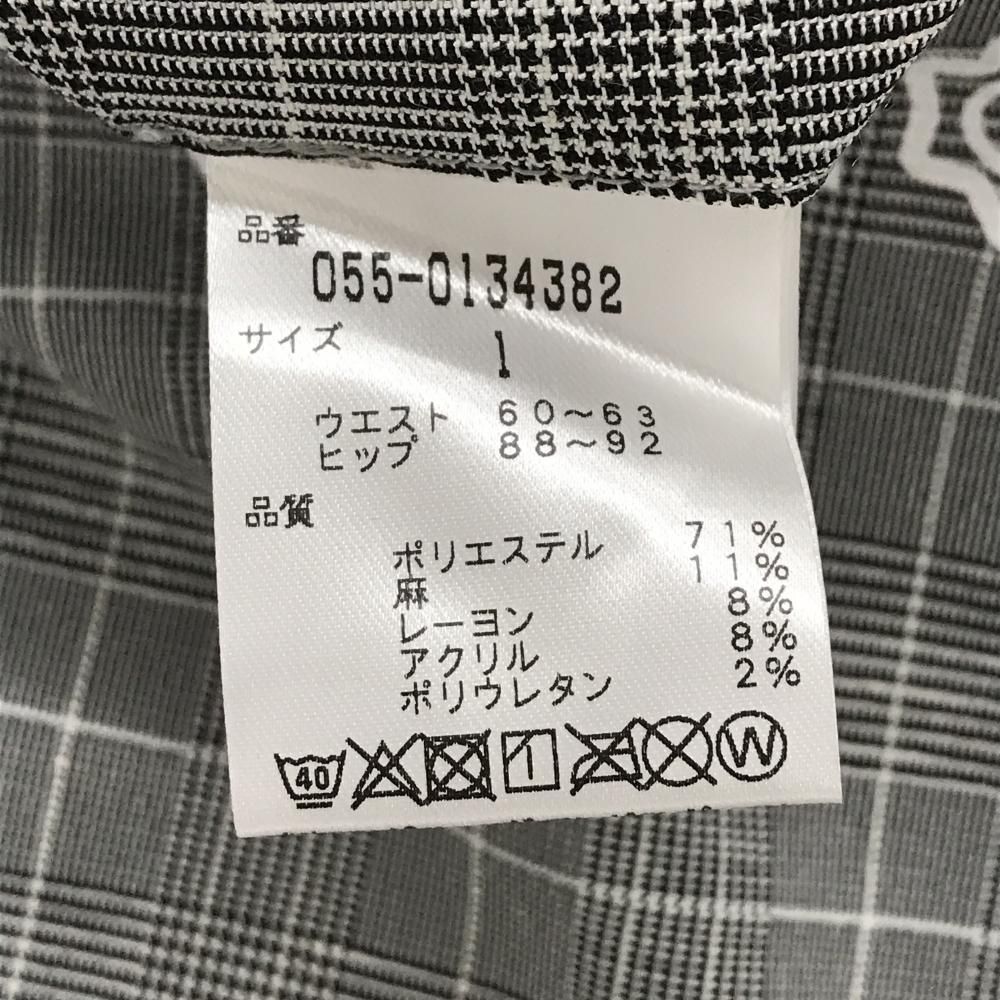 品番
055-0134382
サイズ 1
ウエスト 60～63
ヒップ 88～92
品質
ポリエステル 71%
麻 11%
レーヨン 8%
アクリル 8%
ポリウレタン 2%
40 W